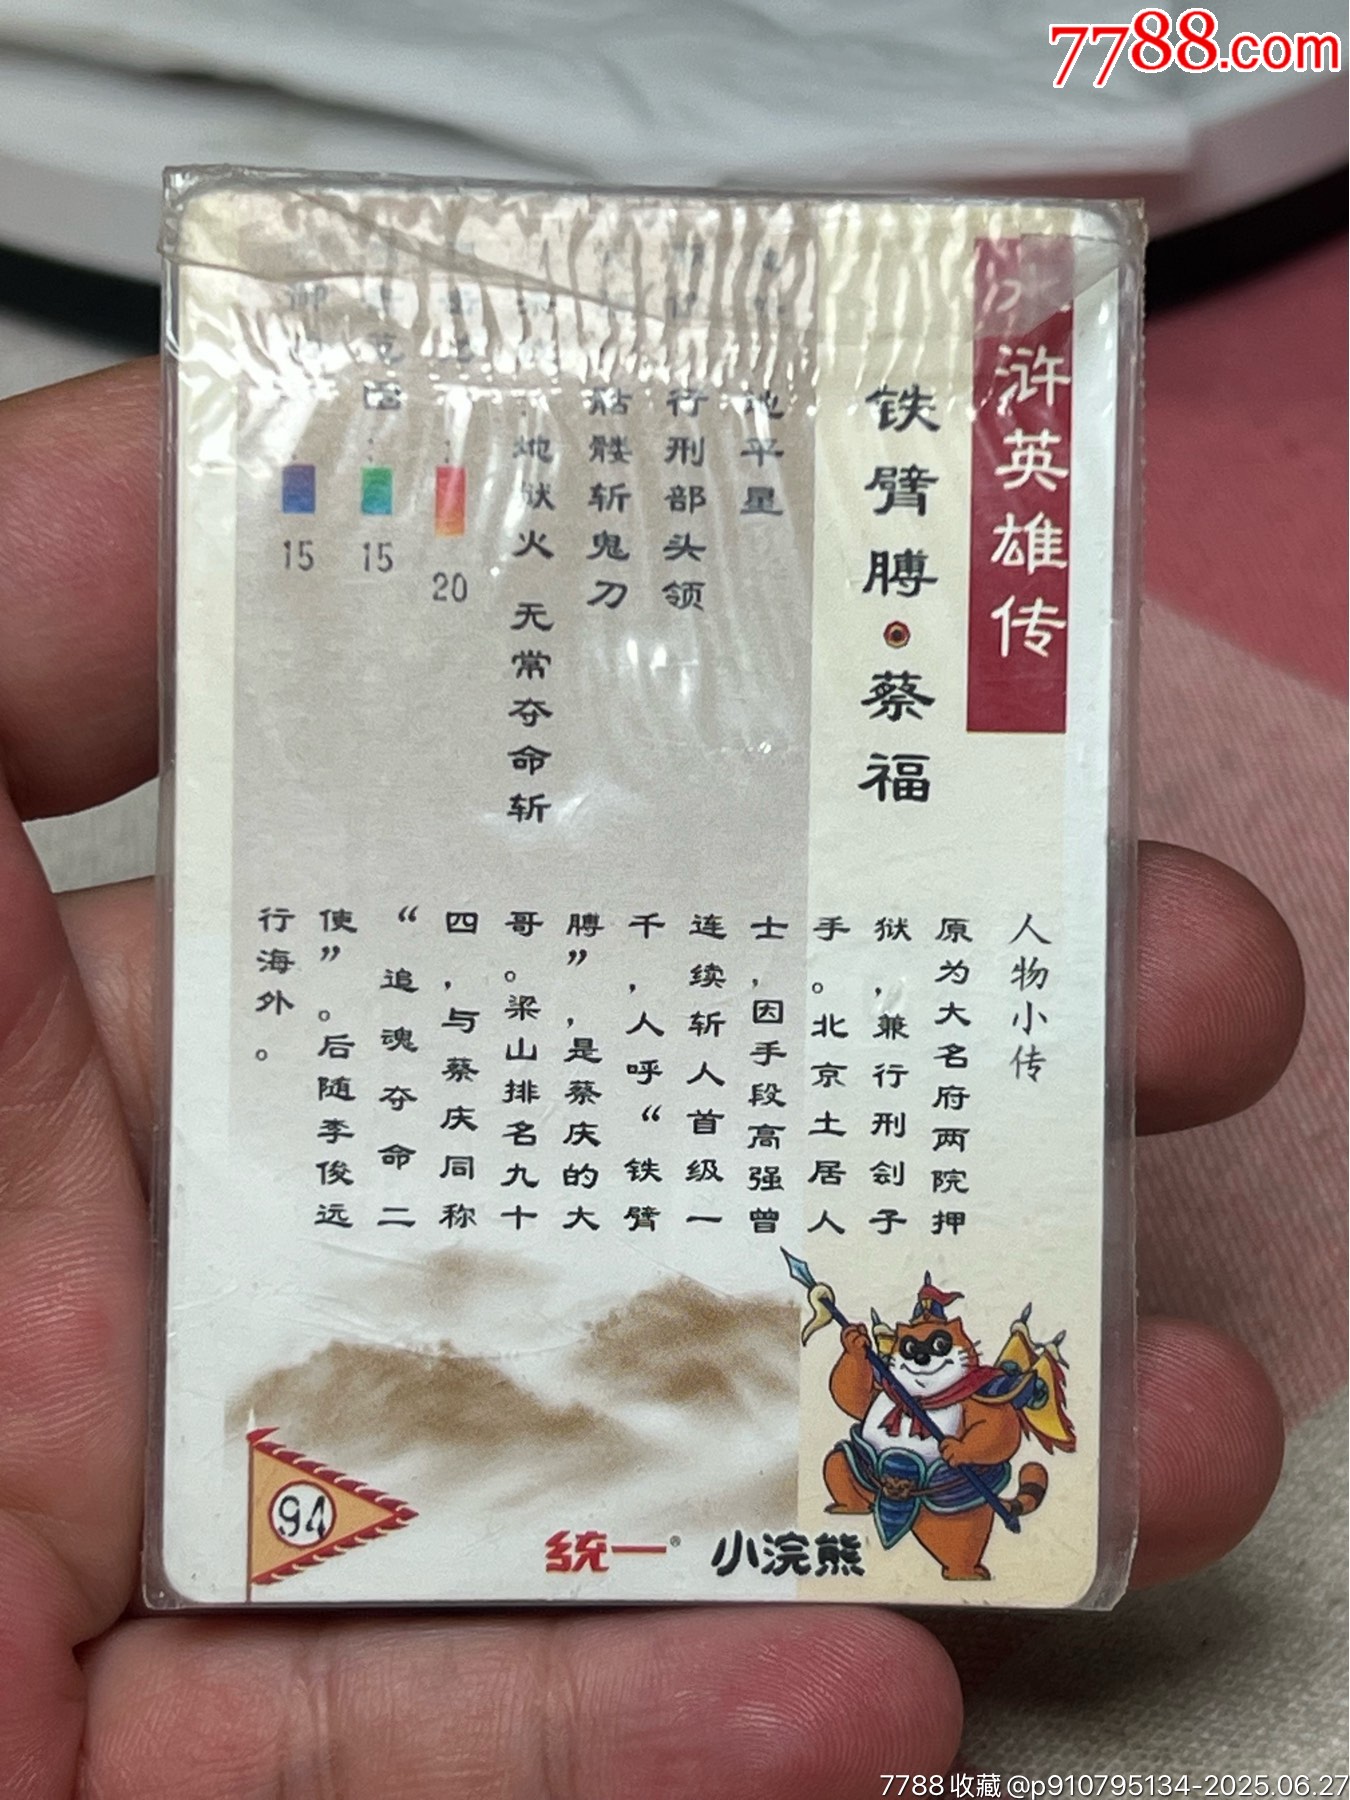 7788.com
水浒英雄传
铁臂膊·蔡福
地平星
行刑部头领
骷髅斩鬼刀
:地狱火 无常夺命斩
: 20
围: 15
: 15
人物小传
原为大名府两院押
狱,兼行刑刽子
手。北京土居人
士,因手段高强曾
连续斩人首级一
千,人呼“铁臂
膊”,是蔡庆的大
哥。梁山排名九十
四,与蔡庆同称
“追魂夺命二
使”。后随李俊远
行海外。
94
统一® 小浣熊
7788收藏@p910795134-2025.06.27